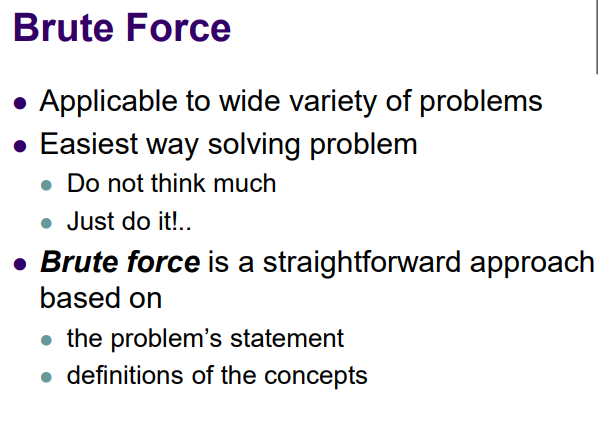 Brute Force
● Applicable to wide variety of problems
● Easiest way solving problem
● Do not think much
● Just do it!..
● Brute force is a straightforward approach
based on
● the problem’s statement
● definitions of the concepts